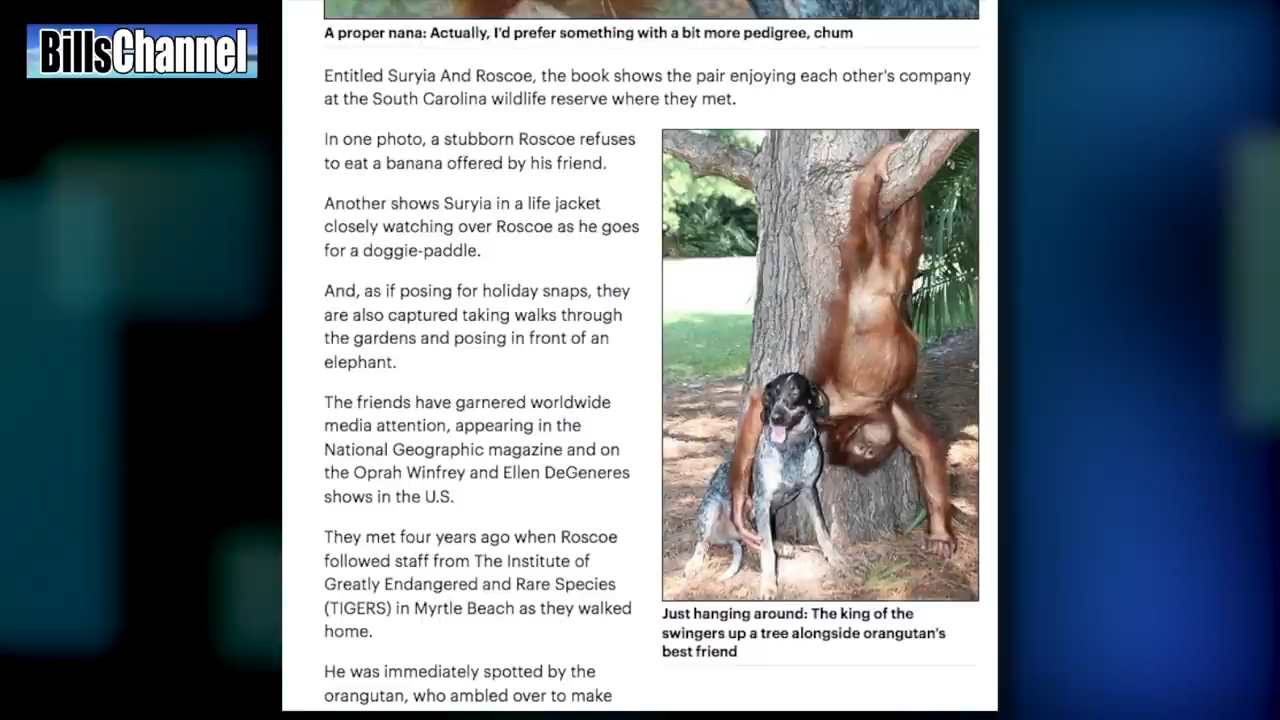 BillsChannel
A proper nana: Actually, I'd prefer something with a bit more pedigree, chum
Entitled Suryia And Roscoe, the book shows the pair enjoying each other's company
at the South Carolina wildlife reserve where they met.
In one photo, a stubborn Roscoe refuses
to eat a banana offered by his friend.
Another shows Suryia in a life jacket
closely watching over Roscoe as he goes
for a doggie-paddle.
And, as if posing for holiday snaps, they
are also captured taking walks through
the gardens and posing in front of an
elephant.
The friends have garnered worldwide
media attention, appearing in the
National Geographic magazine and on
the Oprah Winfrey and Ellen DeGeneres
shows in the U.S.
They met four years ago when Roscoe
followed staff from The Institute of
Greatly Endangered and Rare Species
(TIGERS) in Myrtle Beach as they walked
home.
He was immediately spotted by the
orangutan, who ambled over to make
Just hanging around: The king of the
swingers up a tree alongside orangutan's
best friend